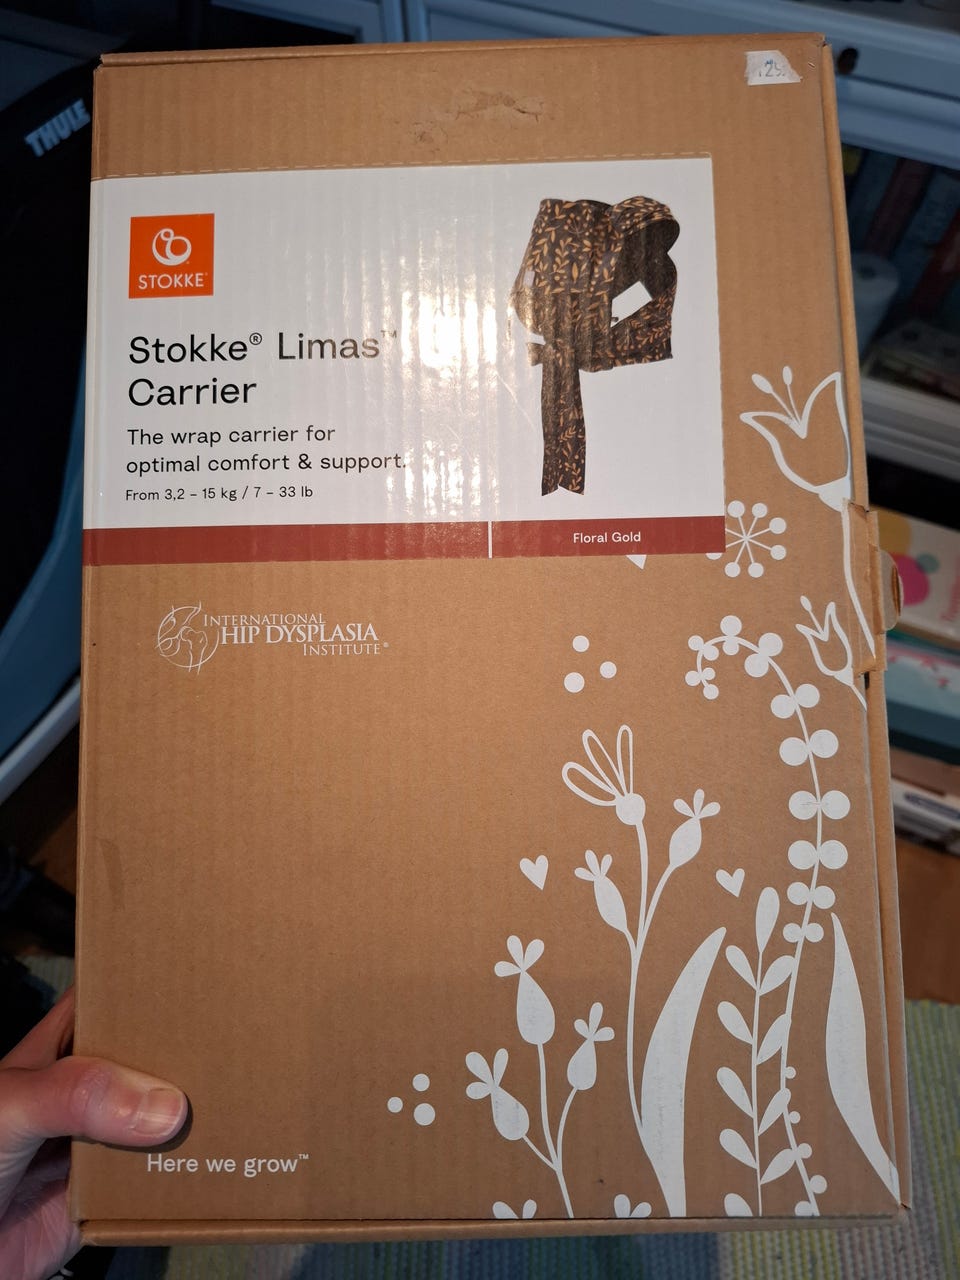 THULE
STOKKE
Stokke® Limas™
Carrier
The wrap carrier for
optimal comfort & support.
From 3,2 – 15 kg / 7 – 33 lb
Floral Gold
INTERNATIONAL
HIP DYSPLASIA
INSTITUTE®
Here we grow™